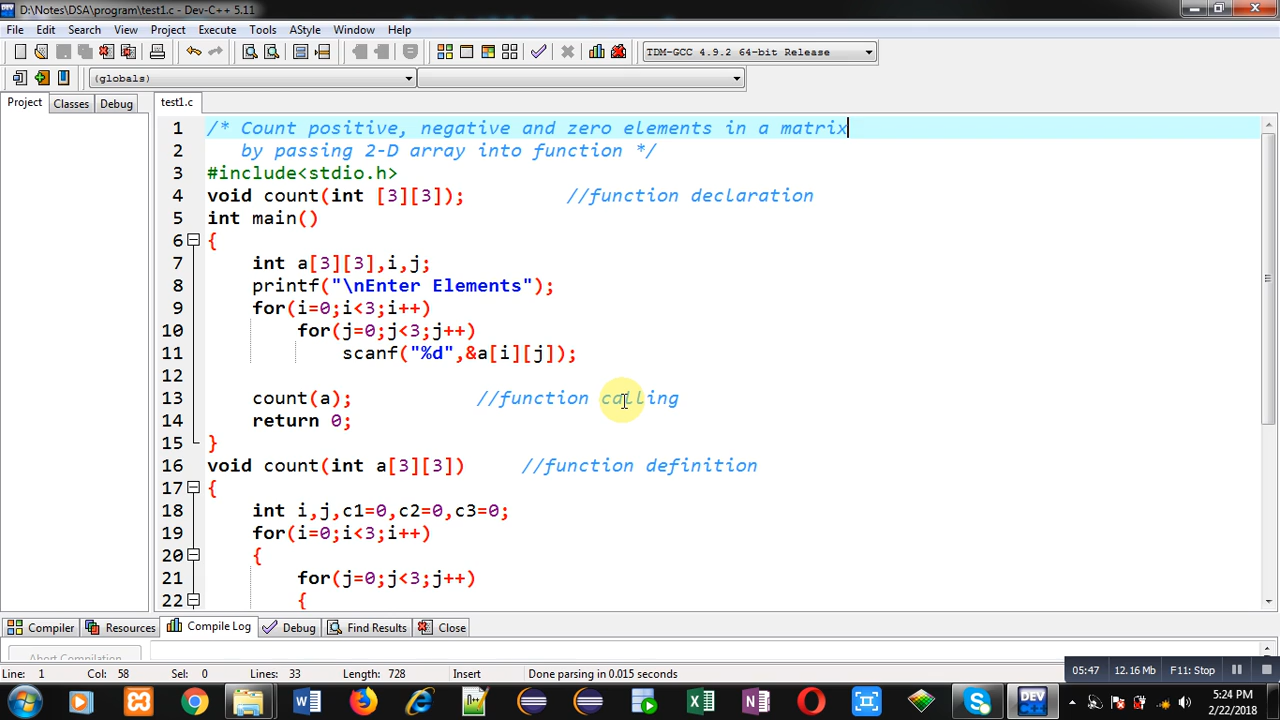 D:\Notes\DSA\program\test1.c - Dev-C++ 5.11
File Edit Search View Project Execute Tools AStyle Window Help
TDM-GCC 4.9.2 64-bit Release
(globals)
Project Classes Debug test1.c
1 /* Count positive, negative and zero elements in a matrix
2 by passing 2-D array into function */
3 #include<stdio.h>
4 void count(int [3][3]); //function declaration
5 int main()
6 {
7 int a[3][3],i,j;
8 printf("\nEnter Elements");
9 for(i=0;i<3;i++)
10 for(j=0;j<3;j++)
11 scanf("%d",&a[i][j]);
12
13 count(a); //function calling
14 return 0;
15 }
16 void count(int a[3][3]) //function definition
17 {
18 int i,j,c1=0,c2=0,c3=0;
19 for(i=0;i<3;i++)
20 {
21 for(j=0;j<3;j++)
22 {
Compiler Resources Compile Log Debug Find Results Close
Abort Compilation
Line: 1 Col: 58 Sel: 0 Lines: 33 Length: 728 Insert Done parsing in 0.015 seconds
05:47 12.16 Mb F11: Stop
DEV
5:24 PM
2/22/2018